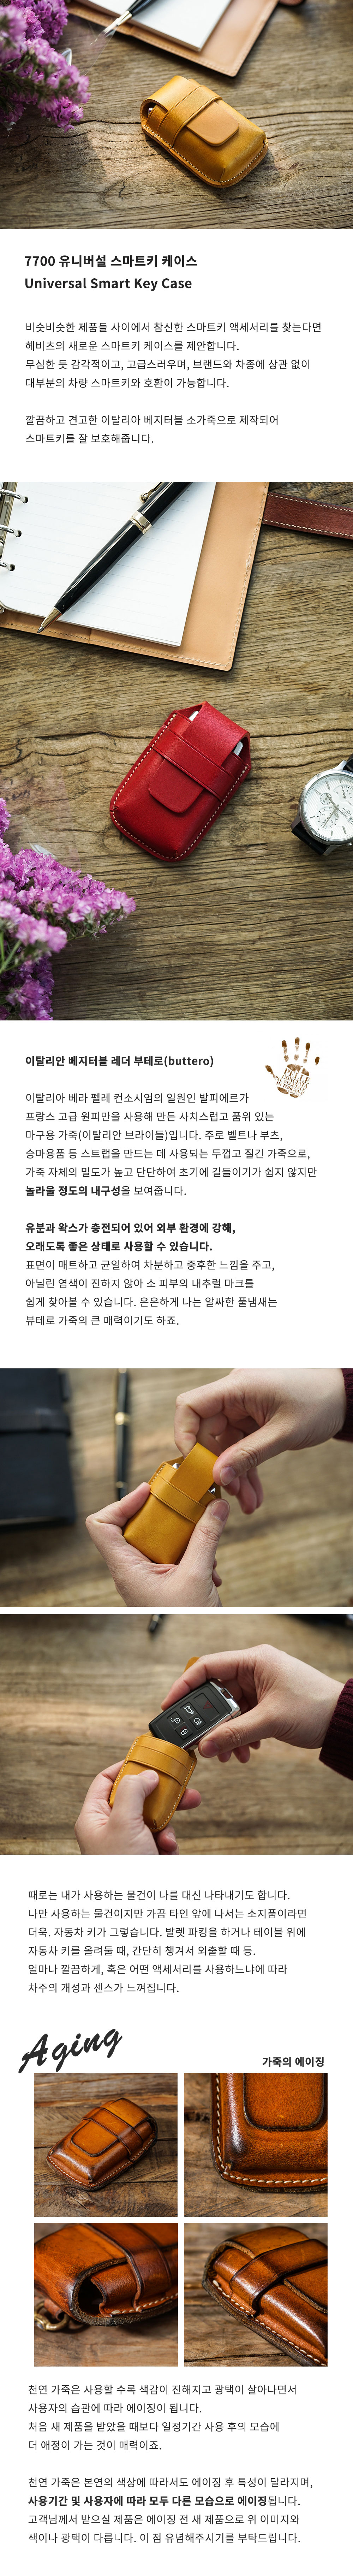 7700 유니버설 스마트키 케이스
Universal Smart Key Case
비슷비슷한 제품들 사이에서 참신한 스마트키 액세서리를 찾는다면
헤비츠의 새로운 스마트키 케이스를 제안합니다.
무심한 듯 감각적이고, 고급스러우며, 브랜드와 차종에 상관 없이
대부분의 차량 스마트키와 호환이 가능합니다.
깔끔하고 견고한 이탈리아 베지터블 소가죽으로 제작되어
스마트키를 잘 보호해줍니다.
이탈리안 베지터블 레더 부테로(buttero)
이탈리아 베라 펠레 컨소시엄의 일원인 발피에르가
프랑스 고급 원피만을 사용해 만든 사치스럽고 품위 있는
마구용 가죽(이탈리안 브라이들)입니다. 주로 벨트나 부츠,
승마용품 등 스트랩을 만드는 데 사용되는 두껍고 질긴 가죽으로,
가죽 자체의 밀도가 높고 단단하여 초기에 길들이기가 쉽지 않지만
놀라울 정도의 내구성을 보여줍니다.
유분과 왁스가 충전되어 있어 외부 환경에 강해,
오래도록 좋은 상태로 사용할 수 있습니다.
표면이 매트하고 균일하여 차분하고 중후한 느낌을 주고,
아닐린 염색이 진하지 않아 소 피부의 내추럴 마크를
쉽게 찾아볼 수 있습니다. 은은하게 나는 알싸한 풀냄새는
뷰테로 가죽의 큰 매력이기도 하죠.
때로는 내가 사용하는 물건이 나를 대신 나타내기도 합니다.
나만 사용하는 물건이지만 가끔 타인 앞에 나서는 소지품이라면
더욱. 자동차 키가 그렇습니다. 발렛 파킹을 하거나 테이블 위에
자동차 키를 올려둘 때, 간단히 챙겨서 외출할 때 등.
얼마나 깔끔하게, 혹은 어떤 액세서리를 사용하느냐에 따라
차주의 개성과 센스가 느껴집니다.
Aging
가죽의 에이징
천연 가죽은 사용할 수록 색감이 진해지고 광택이 살아나면서
사용자의 습관에 따라 에이징이 됩니다.
처음 새 제품을 받았을 때보다 일정기간 사용 후의 모습에
더 애정이 가는 것이 매력이죠.
천연 가죽은 본연의 색상에 따라서도 에이징 후 특성이 달라지며,
사용기간 및 사용자에 따라 모두 다른 모습으로 에이징됩니다.
고객님께서 받으실 제품은 에이징 전 새 제품으로 위 이미지와
색이나 광택이 다릅니다. 이 점 유념해주시기를 부탁드립니다.